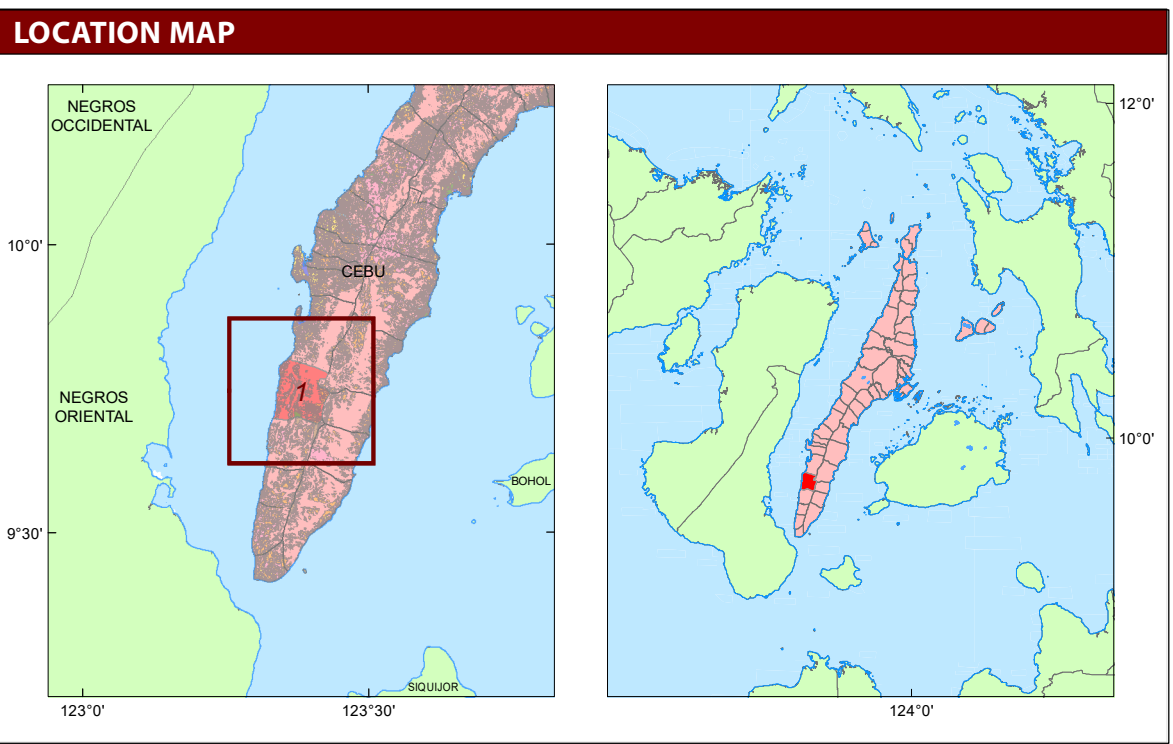 LOCATION MAP
NEGROS
OCCIDENTAL
10°0'
CEBU
1
NEGROS
ORIENTAL
BOHOL
9°30'
SIQUIJOR
123°0'
123°30'
12°0'
10°0'
124°0'